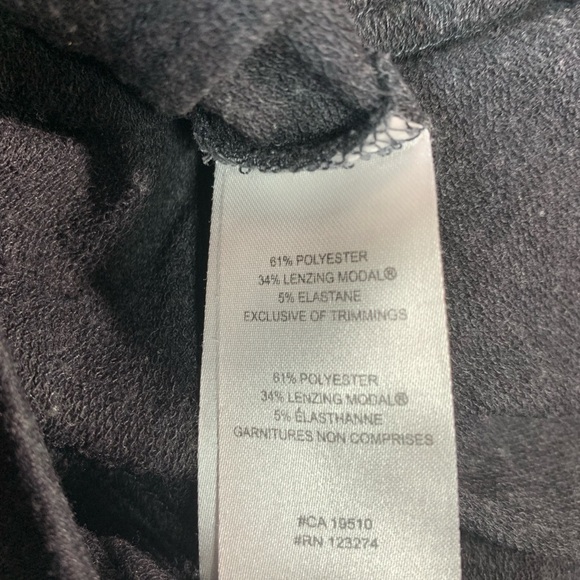 61% POLYESTER
34% LENZING MODAL®
5% ELASTANE
EXCLUSIVE OF TRIMMINGS
61% POLYESTER
34% LENZING MODAL®
5% ÉLASTHANNE
GARNITURES NON COMPRISES
#CA 19510
#RN 123274